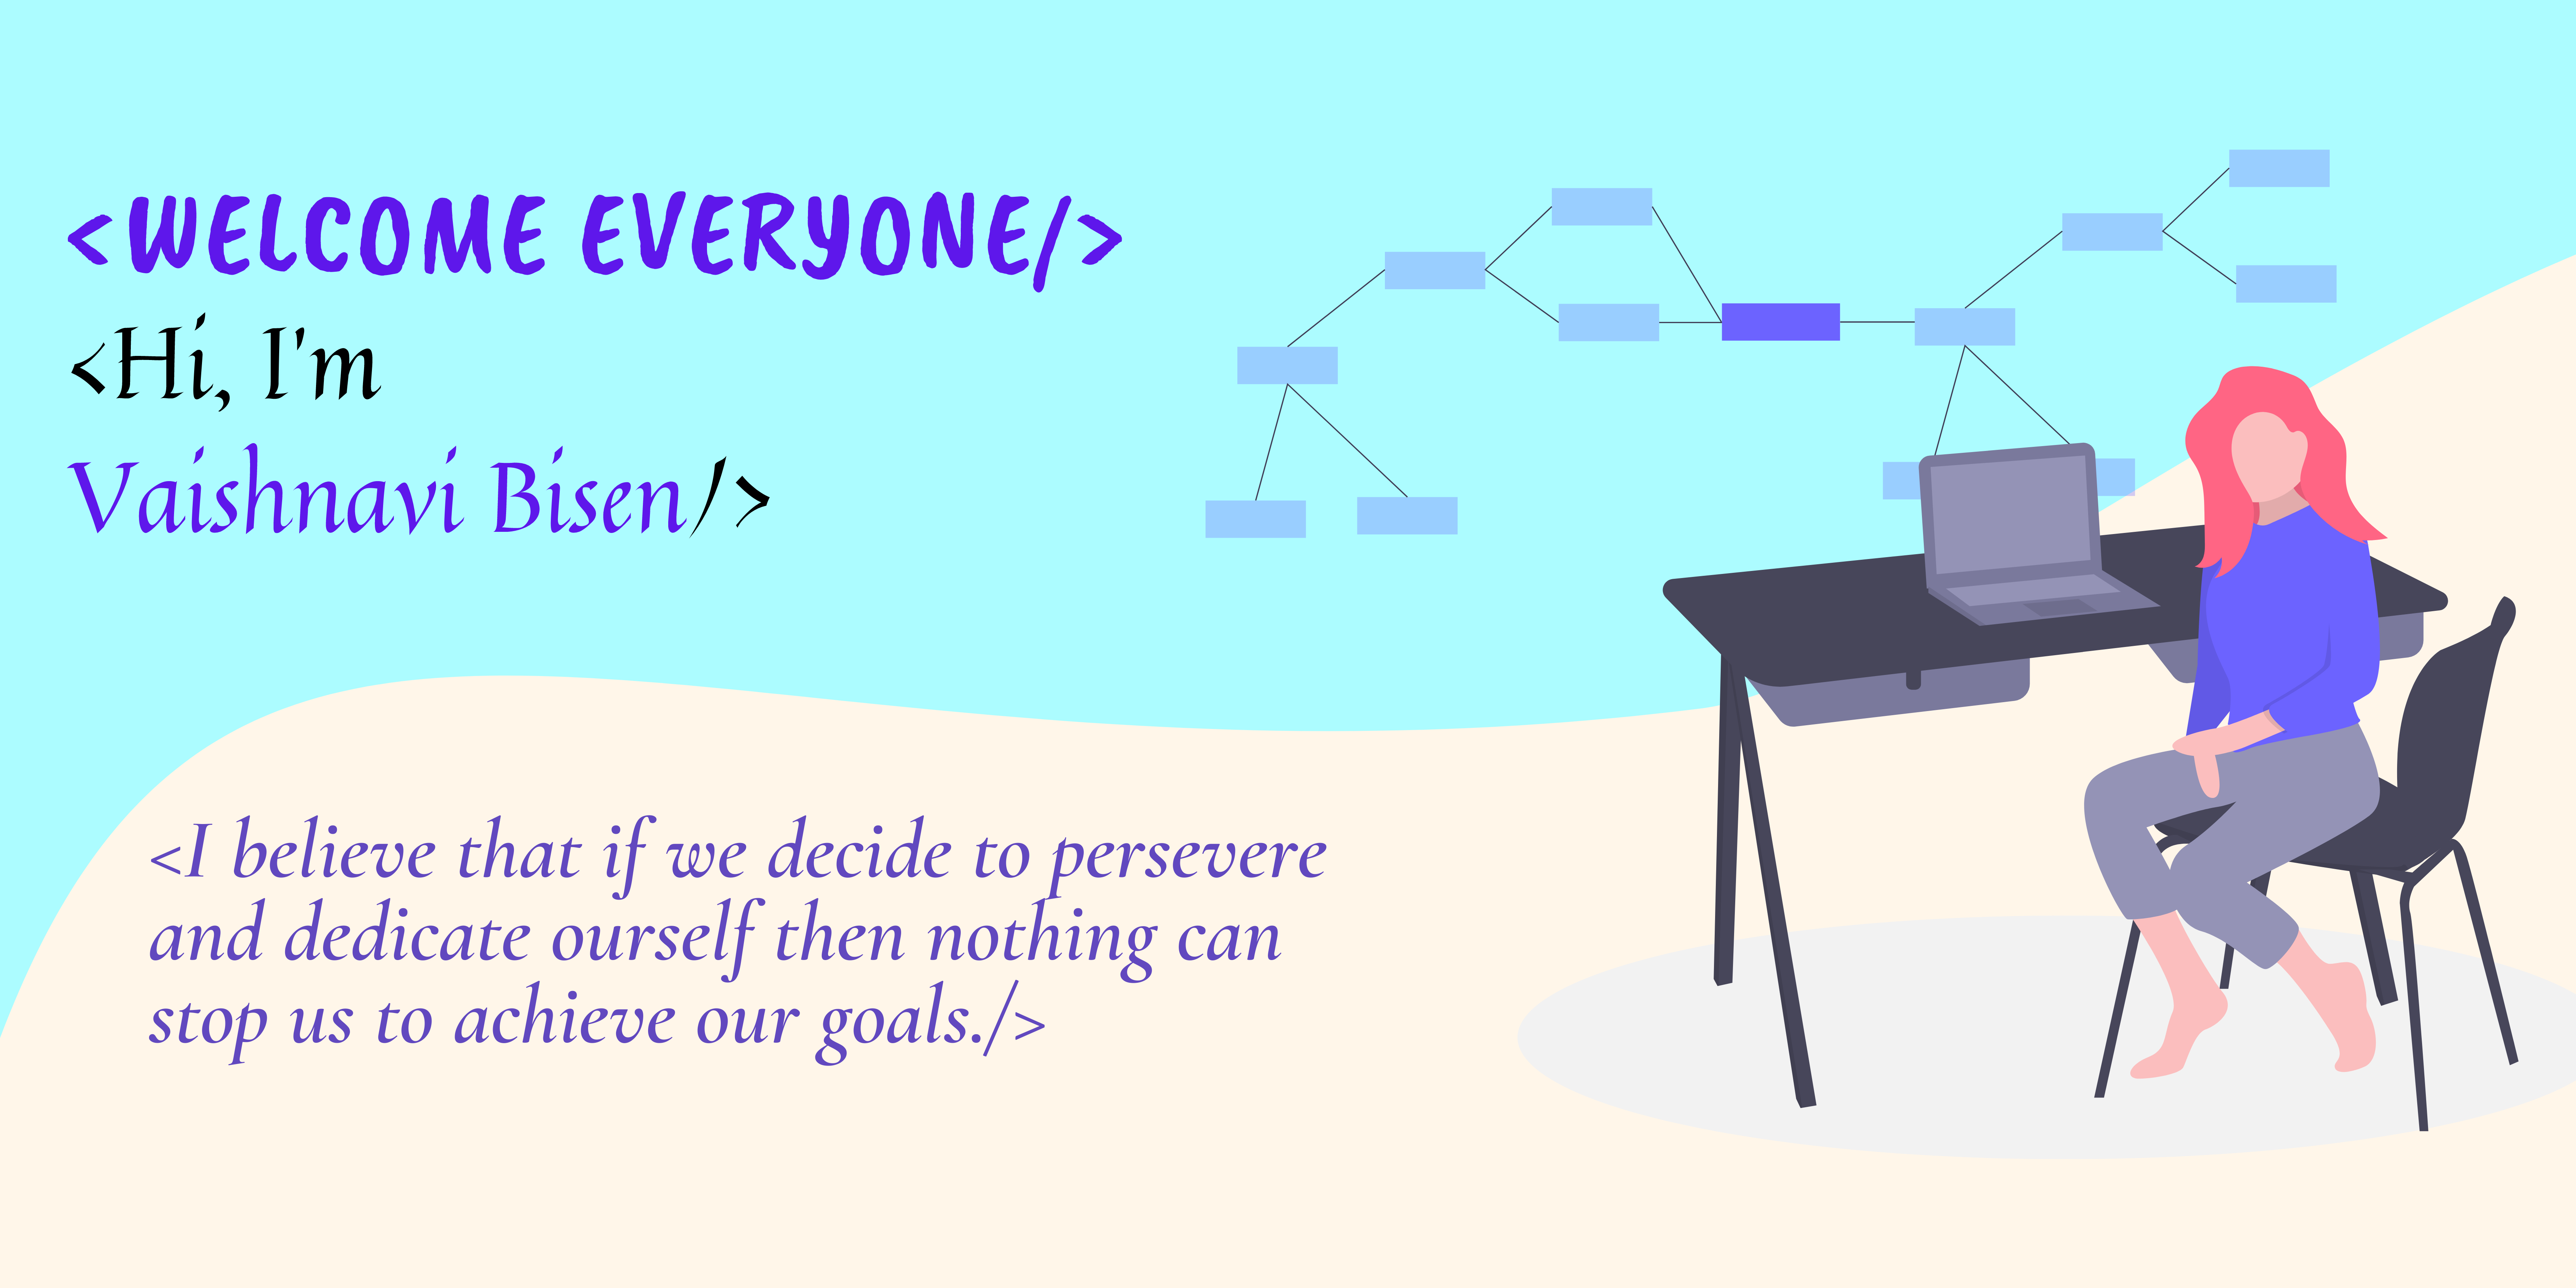 <WELCOME EVERYONE/>
<Hi, I'm
Vaishnavi Bisen/>
<I believe that if we decide to persevere
and dedicate ourself then nothing can
stop us to achieve our goals./>